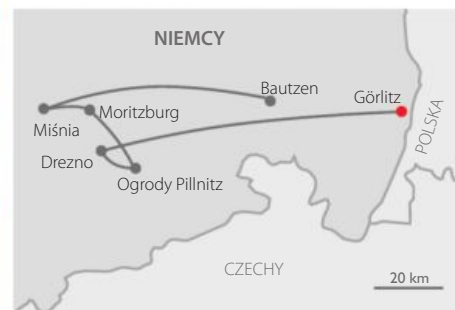 NIEMCY
Bautzen
Görlitz
Moritzburg
Miśnia
POLSKA
Drezno
Ogrody Pillnitz
CZECHY
20 km